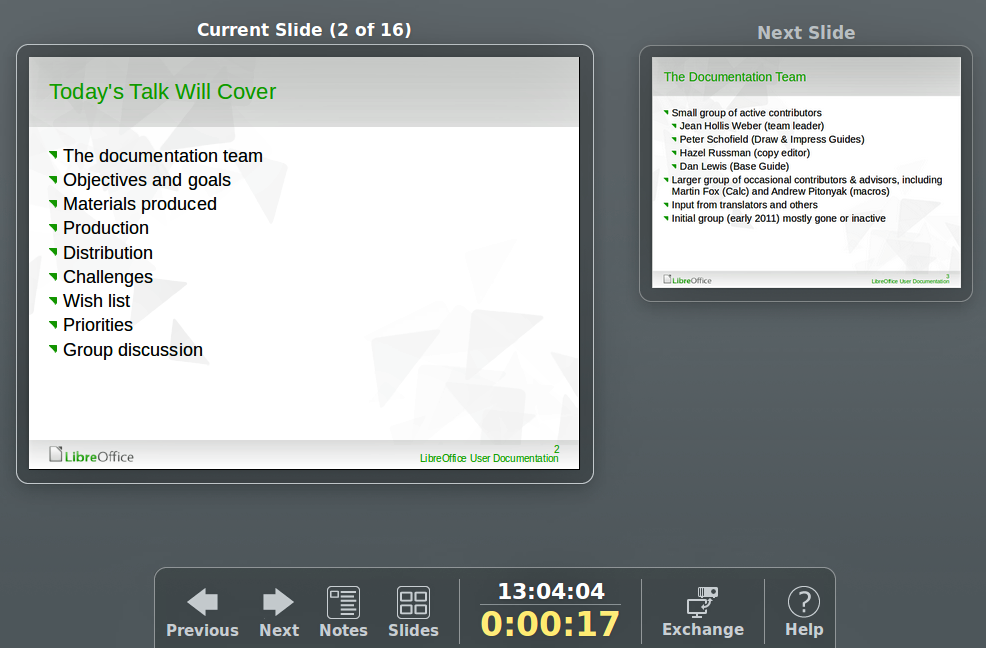 Current Slide (2 of 16)
Today's Talk Will Cover
The documentation team
Objectives and goals
Materials produced
Production
Distribution
Challenges
Wish list
Priorities
Group discussion
LibreOffice
2
LibreOffice User Documentation
Next Slide
The Documentation Team
Small group of active contributors
Jean Hollis Weber (team leader)
Peter Schofield (Draw & Impress Guides)
Hazel Russman (copy editor)
Dan Lewis (Base Guide)
Larger group of occasional contributors & advisors, including
Martin Fox (Calc) and Andrew Pitonyak (macros)
Input from translators and others
Initial group (early 2011) mostly gone or inactive
LibreOffice
3
LibreOffice User Documentation
Previous
Next
Notes
Slides
13:04:04
0:00:17
Exchange
?
Help